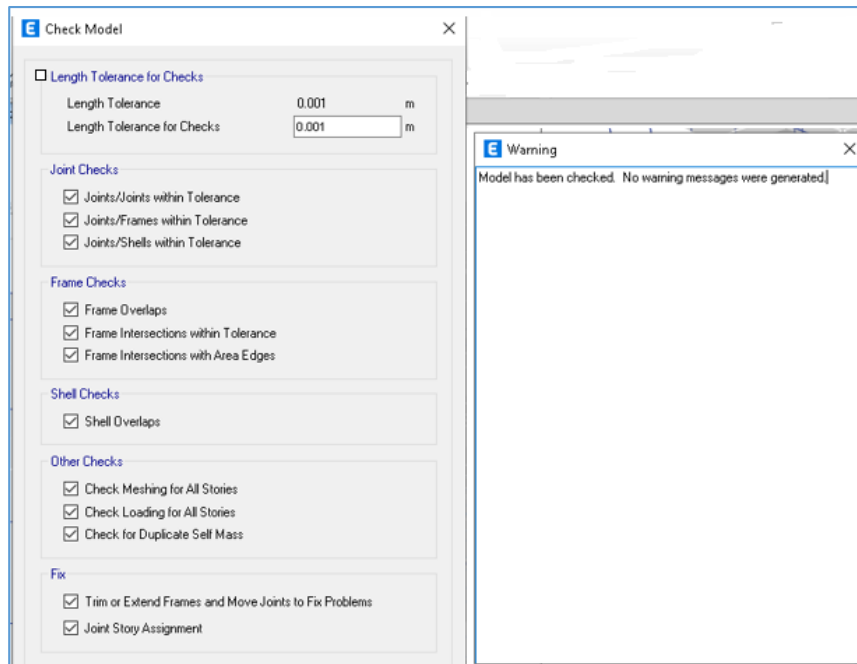 Check Model
Length Tolerance for Checks
Length Tolerance 0.001 m
Length Tolerance for Checks 0.001 m
Joint Checks
Joints/Joints within Tolerance
Joints/Frames within Tolerance
Joints/Shells within Tolerance
Frame Checks
Frame Overlaps
Frame Intersections within Tolerance
Frame Intersections with Area Edges
Shell Checks
Shell Overlaps
Other Checks
Check Meshing for All Stories
Check Loading for All Stories
Check for Duplicate Self Mass
Fix
Trim or Extend Frames and Move Joints to Fix Problems
Joint Story Assignment
Warning
Model has been checked. No warning messages were generated.